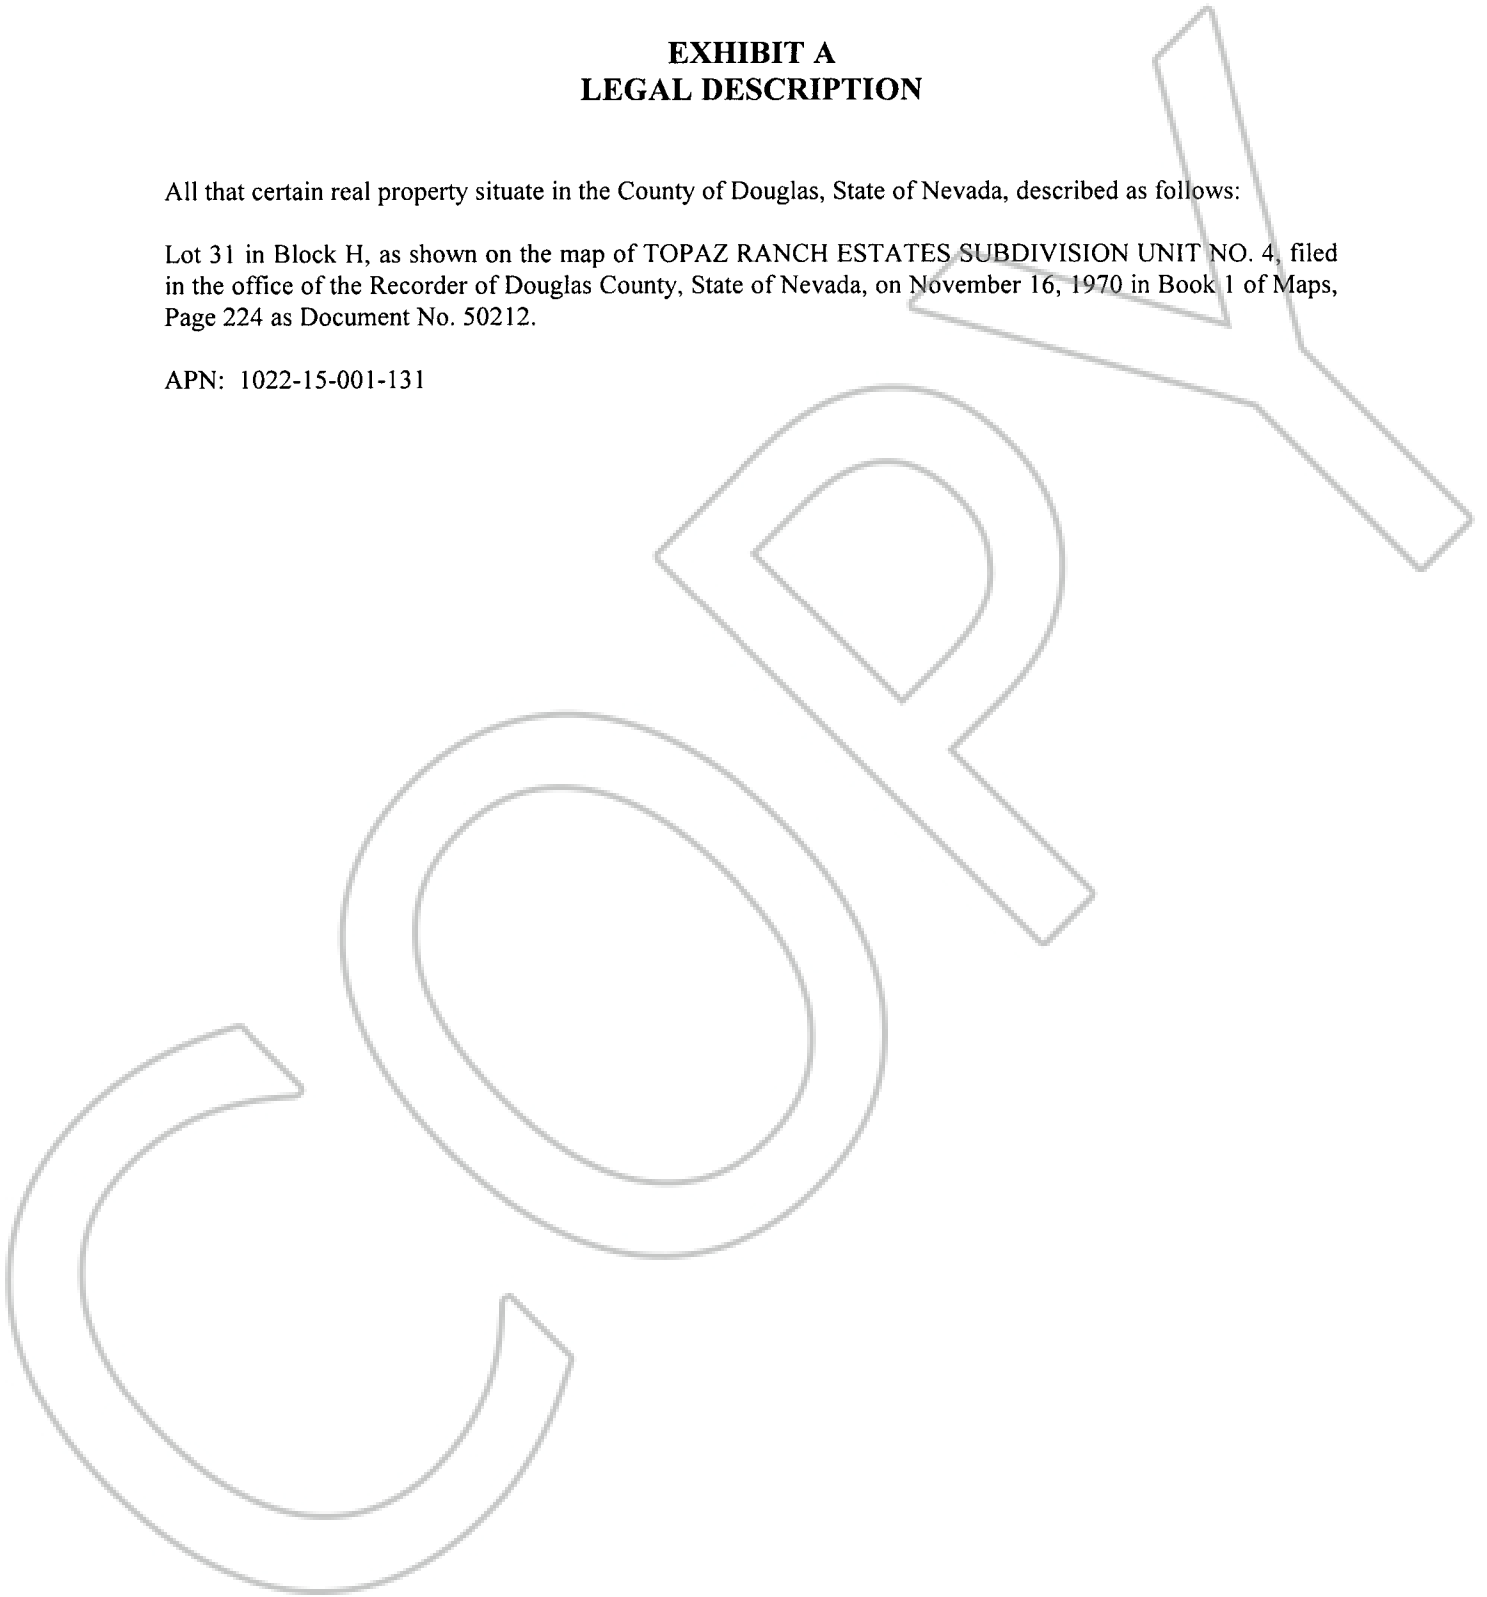 EXHIBIT A
LEGAL DESCRIPTION
All that certain real property situate in the County of Douglas, State of Nevada, described as follows:
Lot 31 in Block H, as shown on the map of TOPAZ RANCH ESTATES SUBDIVISION UNIT NO. 4, filed
in the office of the Recorder of Douglas County, State of Nevada, on November 16, 1970 in Book 1 of Maps,
Page 224 as Document No. 50212.
APN: 1022-15-001-131
COPY